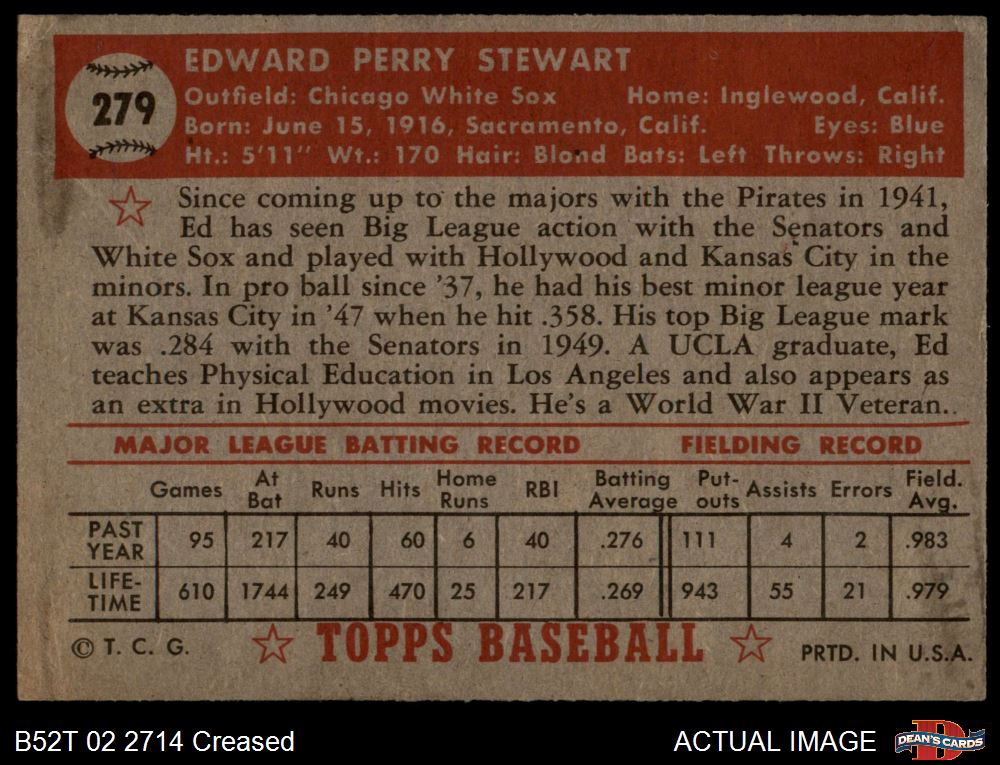 279
EDWARD PERRY STEWART
Outfield: Chicago White Sox Home: Inglewood, Calif.
Born: June 15, 1916, Sacramento, Calif. Eyes: Blue
Ht.: 5'11" Wt.: 170 Hair: Blond Bats: Left Throws: Right
Since coming up to the majors with the Pirates in 1941,
Ed has seen Big League action with the Senators and
White Sox and played with Hollywood and Kansas City in the
minors. In pro ball since '37, he had his best minor league year
at Kansas City in '47 when he hit .358. His top Big League mark
was .284 with the Senators in 1949. A UCLA graduate, Ed
teaches Physical Education in Los Angeles and also appears as
an extra in Hollywood movies. He's a World War II Veteran.
MAJOR LEAGUE BATTING RECORD FIELDING RECORD
Games At Bat Runs Hits Home Runs RBI Batting Average Put-outs Assists Errors Field. Avg.
PAST YEAR 95 217 40 60 6 40 .276 111 4 2 .983
LIFE-TIME 610 1744 249 470 25 217 .269 943 55 21 .979
© T. C. G. TOPPS BASEBALL PRTD. IN U.S.A.
B52T 02 2714 Creased ACTUAL IMAGE D DEAN'S CARDS